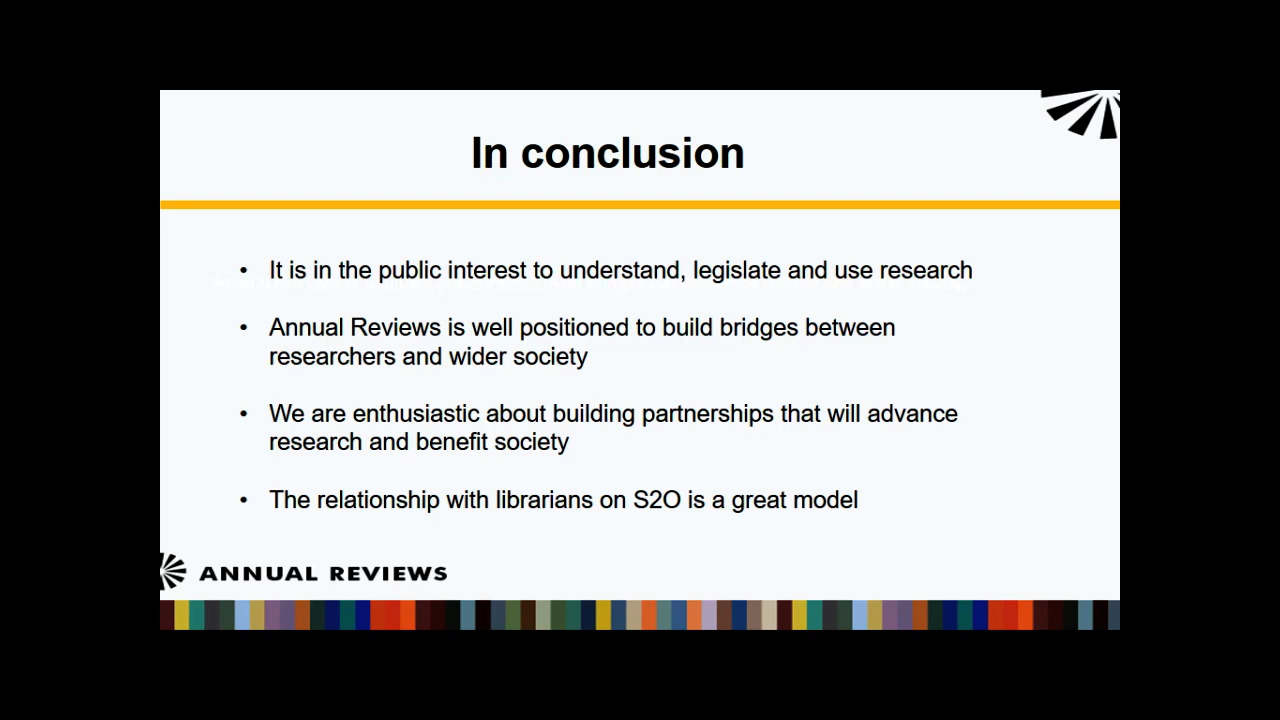 In conclusion
• It is in the public interest to understand, legislate and use research
• Annual Reviews is well positioned to build bridges between
researchers and wider society
• We are enthusiastic about building partnerships that will advance
research and benefit society
• The relationship with librarians on S2O is a great model
ANNUAL REVIEWS